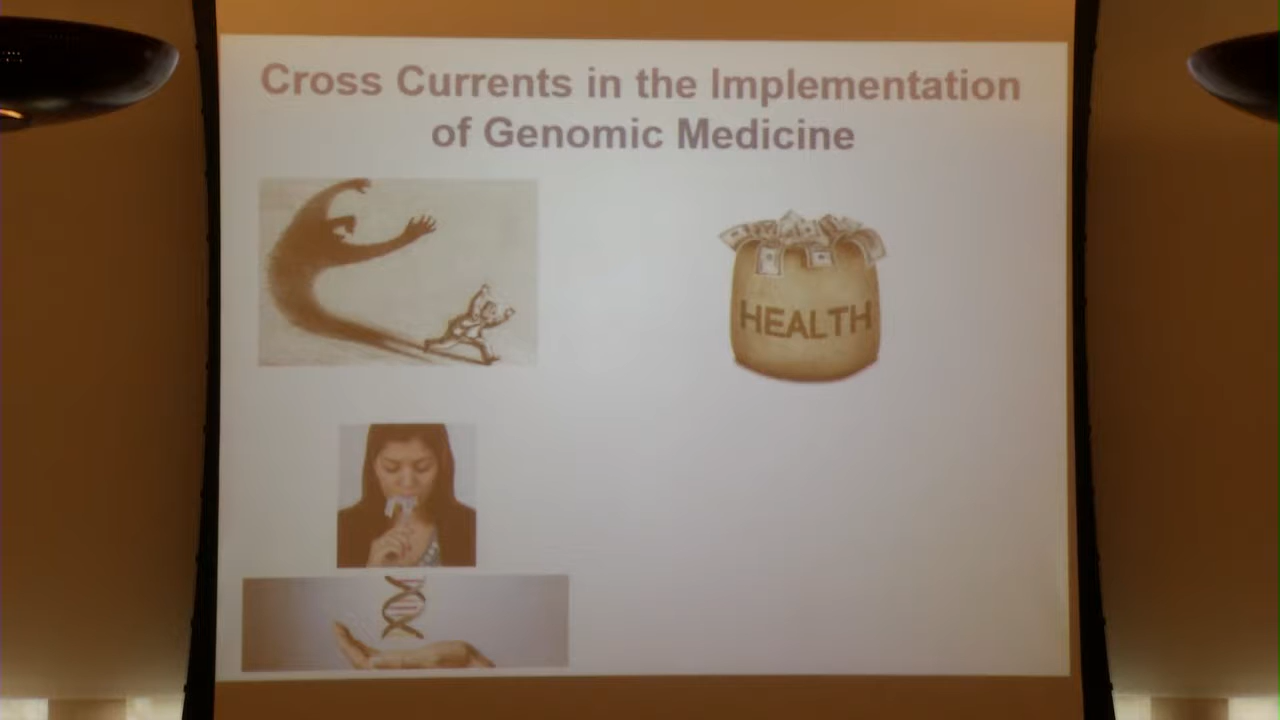 Cross Currents in the Implementation
of Genomic Medicine
HEALTH